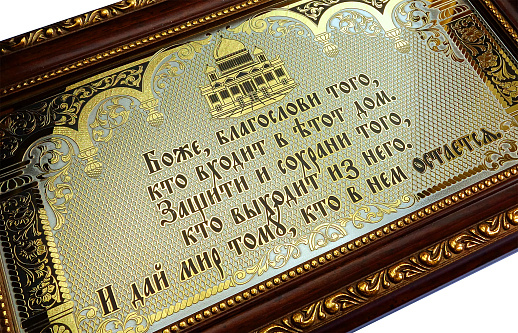 Боже, благослови того,
кто входит в ѣтот дом.
Защити и сохрани того,
кто выходит из него.
И дай мир тому, кто в нем остается.